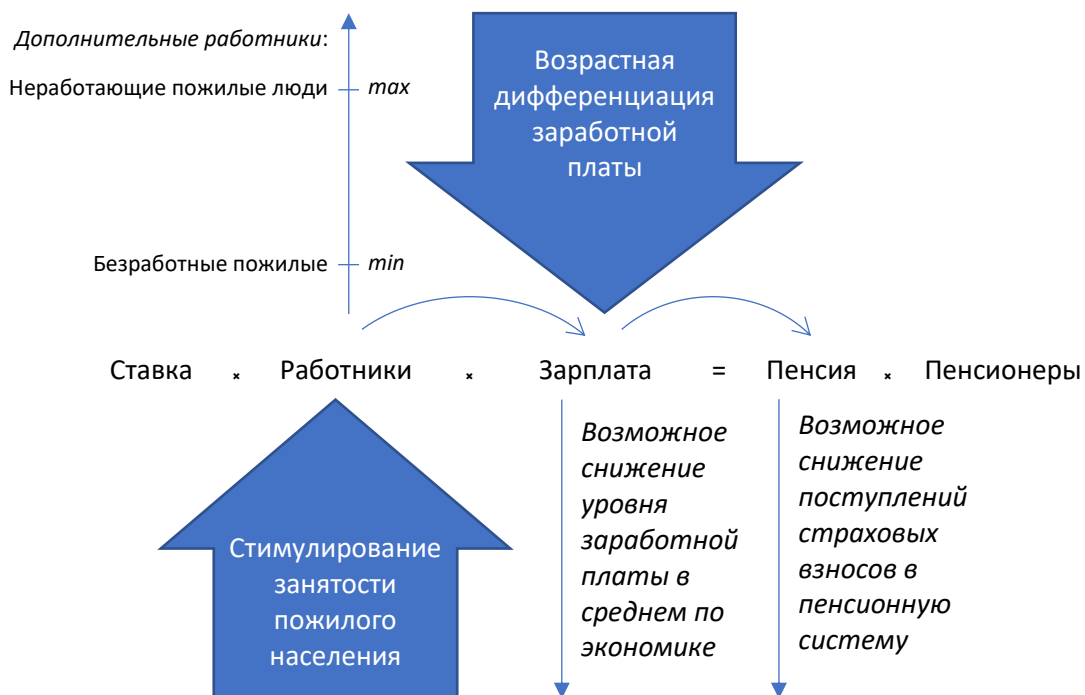 Дополнительные работники:
Неработающие пожилые люди
max
Безработные пожилые
min
Возрастная
дифференциация
заработной
платы
Ставка × Работники × Зарплата = Пенсия × Пенсионеры
Стимулирование
занятости
пожилого
населения
Возможное
снижение
уровня
заработной
платы в
среднем по
экономике
Возможное
снижение
поступлений
страховых
взносов в
пенсионную
систему